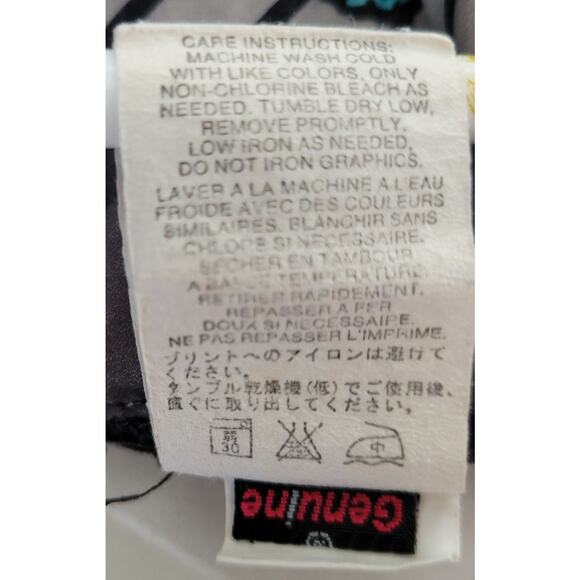 CARE INSTRUCTIONS:
MACHINE WASH COLD
WITH LIKE COLORS, ONLY
NON-CHLORINE BLEACH AS
NEEDED. TUMBLE DRY LOW,
REMOVE PROMPTLY.
LOW IRON AS NEEDED,
DO NOT IRON GRAPHICS.
LAVER A LA MACHINE A L'EAU
FROIDE AVEC DES COULEURS
SIMILAIRES. BLANCHIR SANS
CHLORE SI NECESSAIRE.
SECHER EN TAMBOUR
A BASSE TEMPERATURE.
RETIRER RAPIDEMENT.
REPASSER A FER
DOUX SI NECESSAIRE.
NE PAS REPASSER L'IMPRIME.
プリントへのアイロンは避けて
ください。
タンブル乾燥機(低)でご使用後、
直ぐに取り出してください。
弱 30 中
Genuine